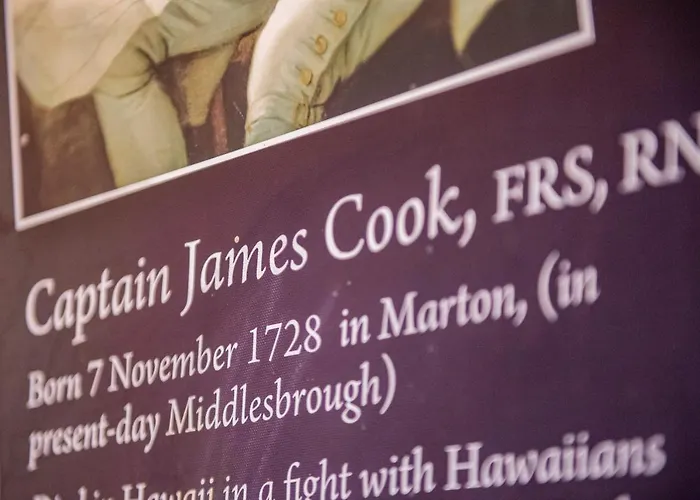 Captain James Cook, FRS, RN
Born 7 November 1728 in Marton, (in
present-day Middlesbrough)
in Hawaii in a fight with Hawaiians